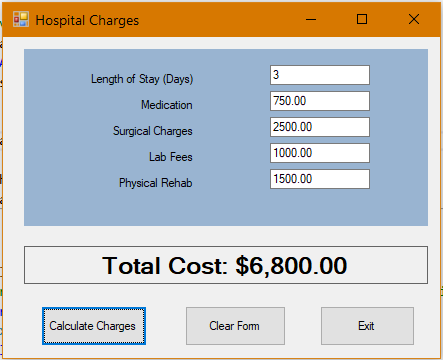 Hospital Charges
Length of Stay (Days) 3
Medication 750.00
Surgical Charges 2500.00
Lab Fees 1000.00
Physical Rehab 1500.00
Total Cost: $6,800.00
Calculate Charges Clear Form Exit